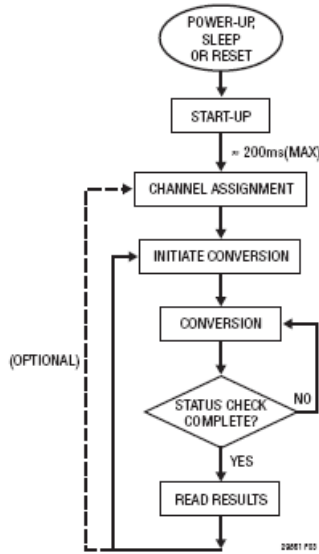 POWER-UP,
SLEEP
OR RESET
START-UP
≈ 200ms(MAX)
CHANNEL ASSIGNMENT
INITIATE CONVERSION
CONVERSION
(OPTIONAL)
STATUS CHECK
COMPLETE?
NO
YES
READ RESULTS